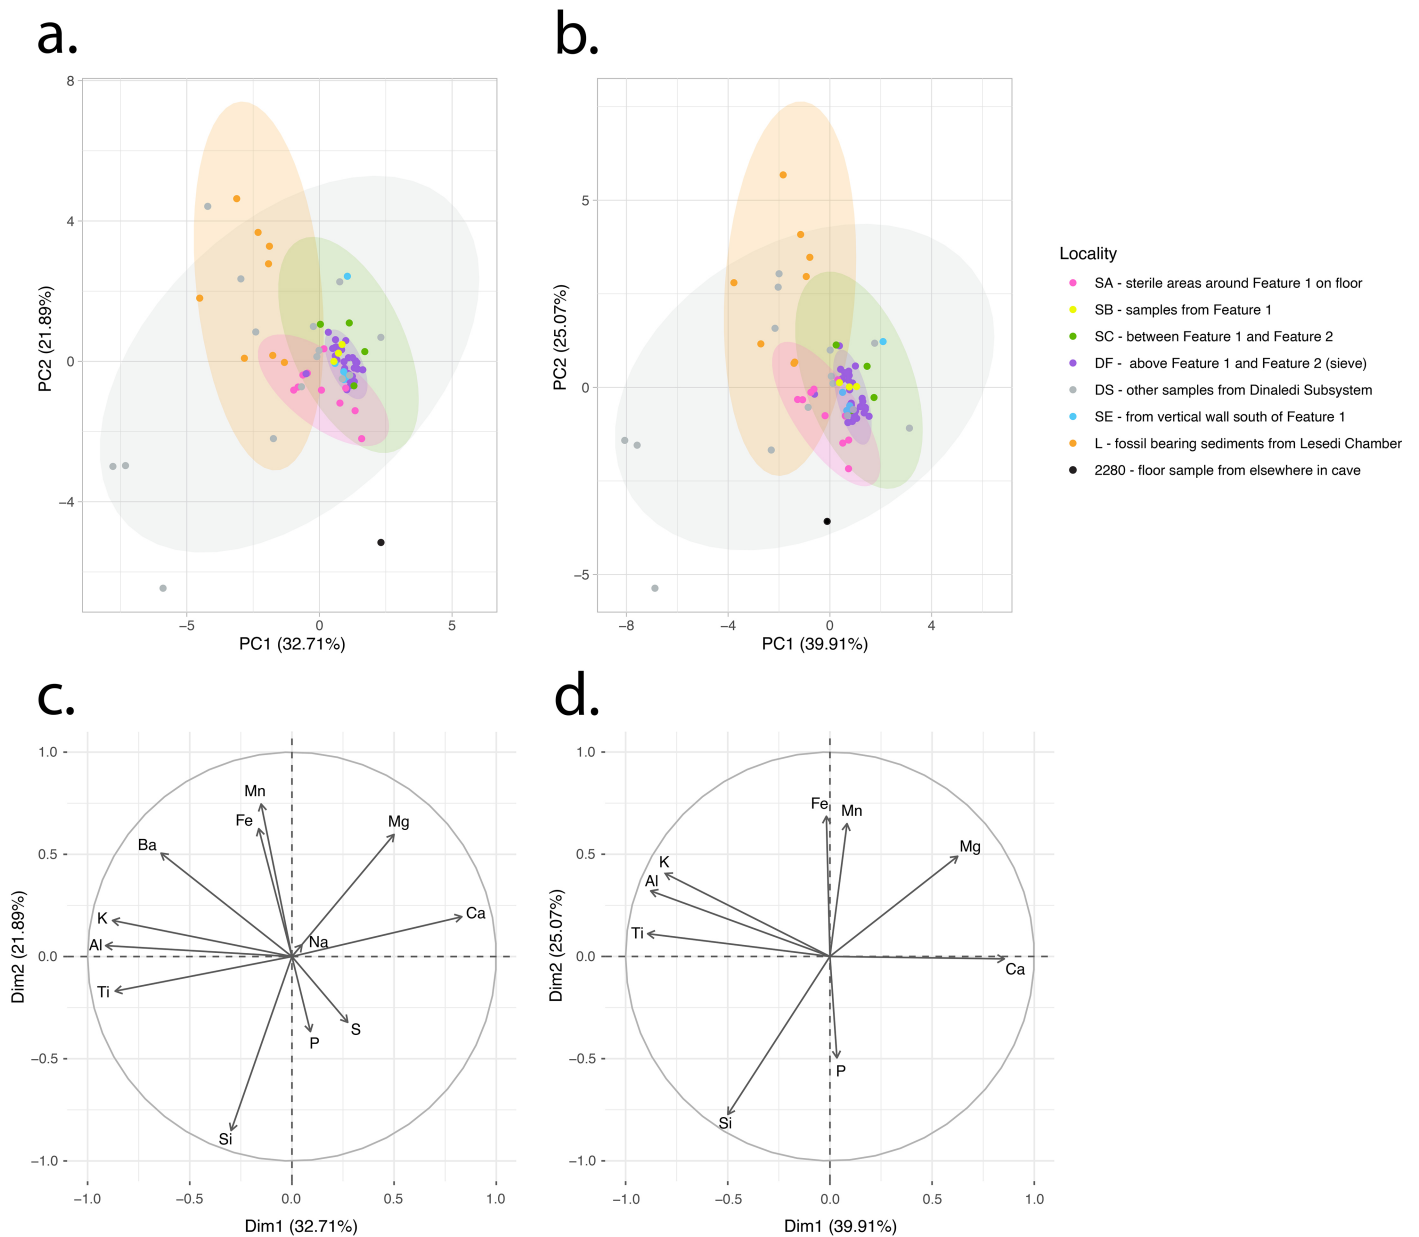 a.
b.
8
4
0
−4
PC2 (21.89%)
−5
0
5
PC1 (32.71%)
5
0
−5
PC2 (25.07%)
−8
−4
0
4
PC1 (39.91%)
Locality
SA - sterile areas around Feature 1 on floor
SB - samples from Feature 1
SC - between Feature 1 and Feature 2
DF - above Feature 1 and Feature 2 (sieve)
DS - other samples from Dinaledi Subsystem
SE - from vertical wall south of Feature 1
L - fossil bearing sediments from Lesedi Chamber
2280 - floor sample from elsewhere in cave
c.
d.
1.0
0.5
0.0
−0.5
−1.0
Dim2 (21.89%)
Mn
Fe
Mg
Ba
K
Al
Ti
Na
Ca
S
P
Si
−1.0
−0.5
0.0
0.5
1.0
Dim1 (32.71%)
1.0
0.5
0.0
−0.5
−1.0
Dim2 (25.07%)
Fe
Mn
Mg
K
Al
Ti
Ca
P
Si
−1.0
−0.5
0.0
0.5
1.0
Dim1 (39.91%)